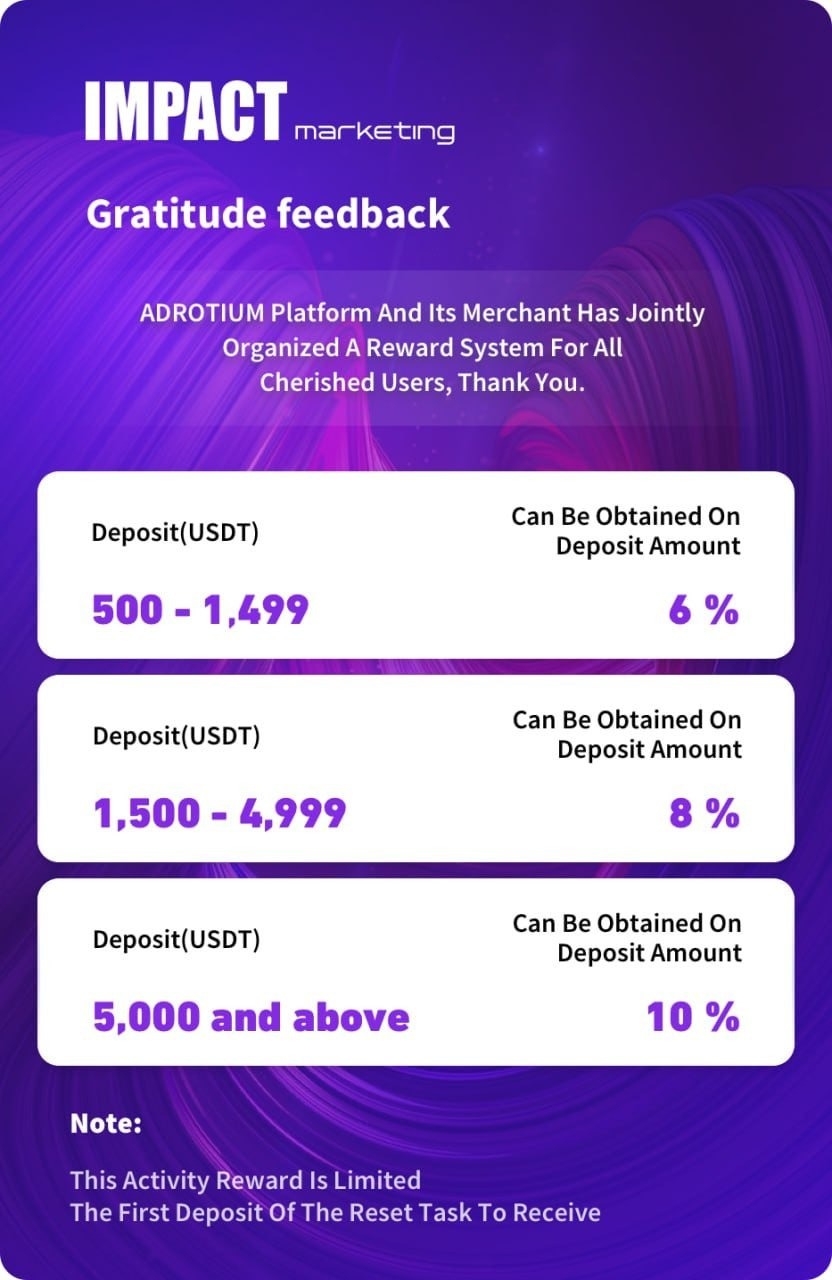 IMPACT marketing
Gratitude feedback
ADROTIUM Platform And Its Merchant Has Jointly
Organized A Reward System For All
Cherished Users, Thank You.
Deposit(USDT)
Can Be Obtained On
Deposit Amount
500 - 1,499
6 %
Deposit(USDT)
Can Be Obtained On
Deposit Amount
1,500 - 4,999
8 %
Deposit(USDT)
Can Be Obtained On
Deposit Amount
5,000 and above
10 %
Note:
This Activity Reward Is Limited
The First Deposit Of The Reset Task To Receive